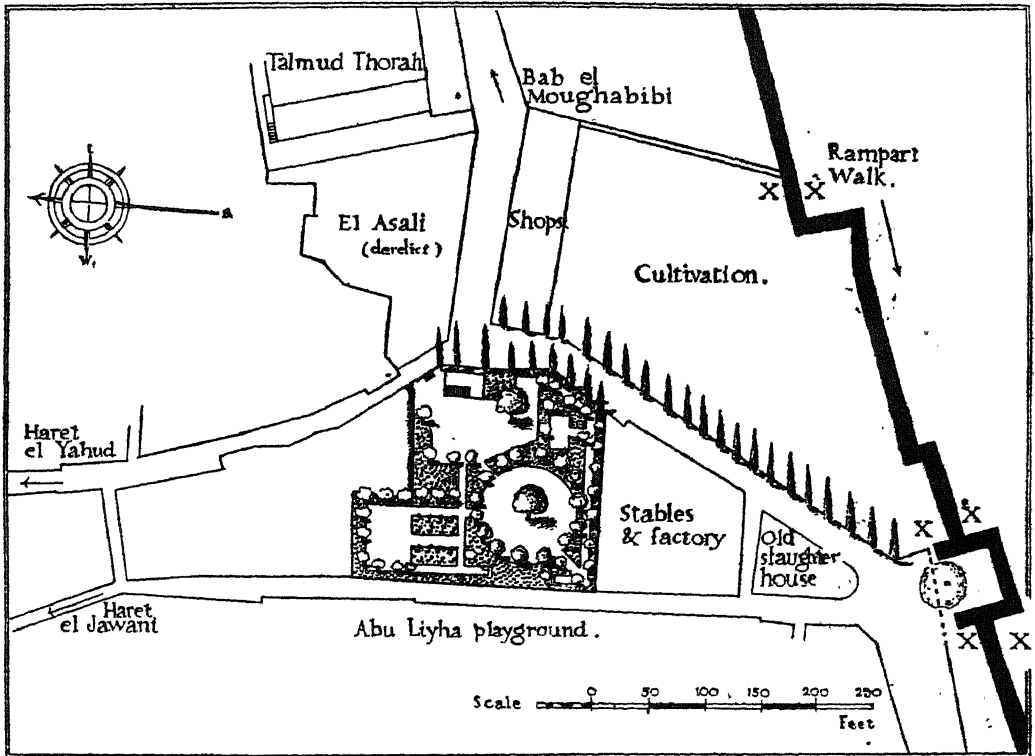 Talmud Thorah
Bab el
Moughabibi
Rampart
Walk.
X X
El Asali
(derelict)
Shops.
Cultivation.
W.
Haret
el Yahud
Stables
& factory
Old
slaughter
house
X X
Haret
el Jawani
Abu Liyha playground.
X X
Scale 0 50 100 150 200 250
Feet